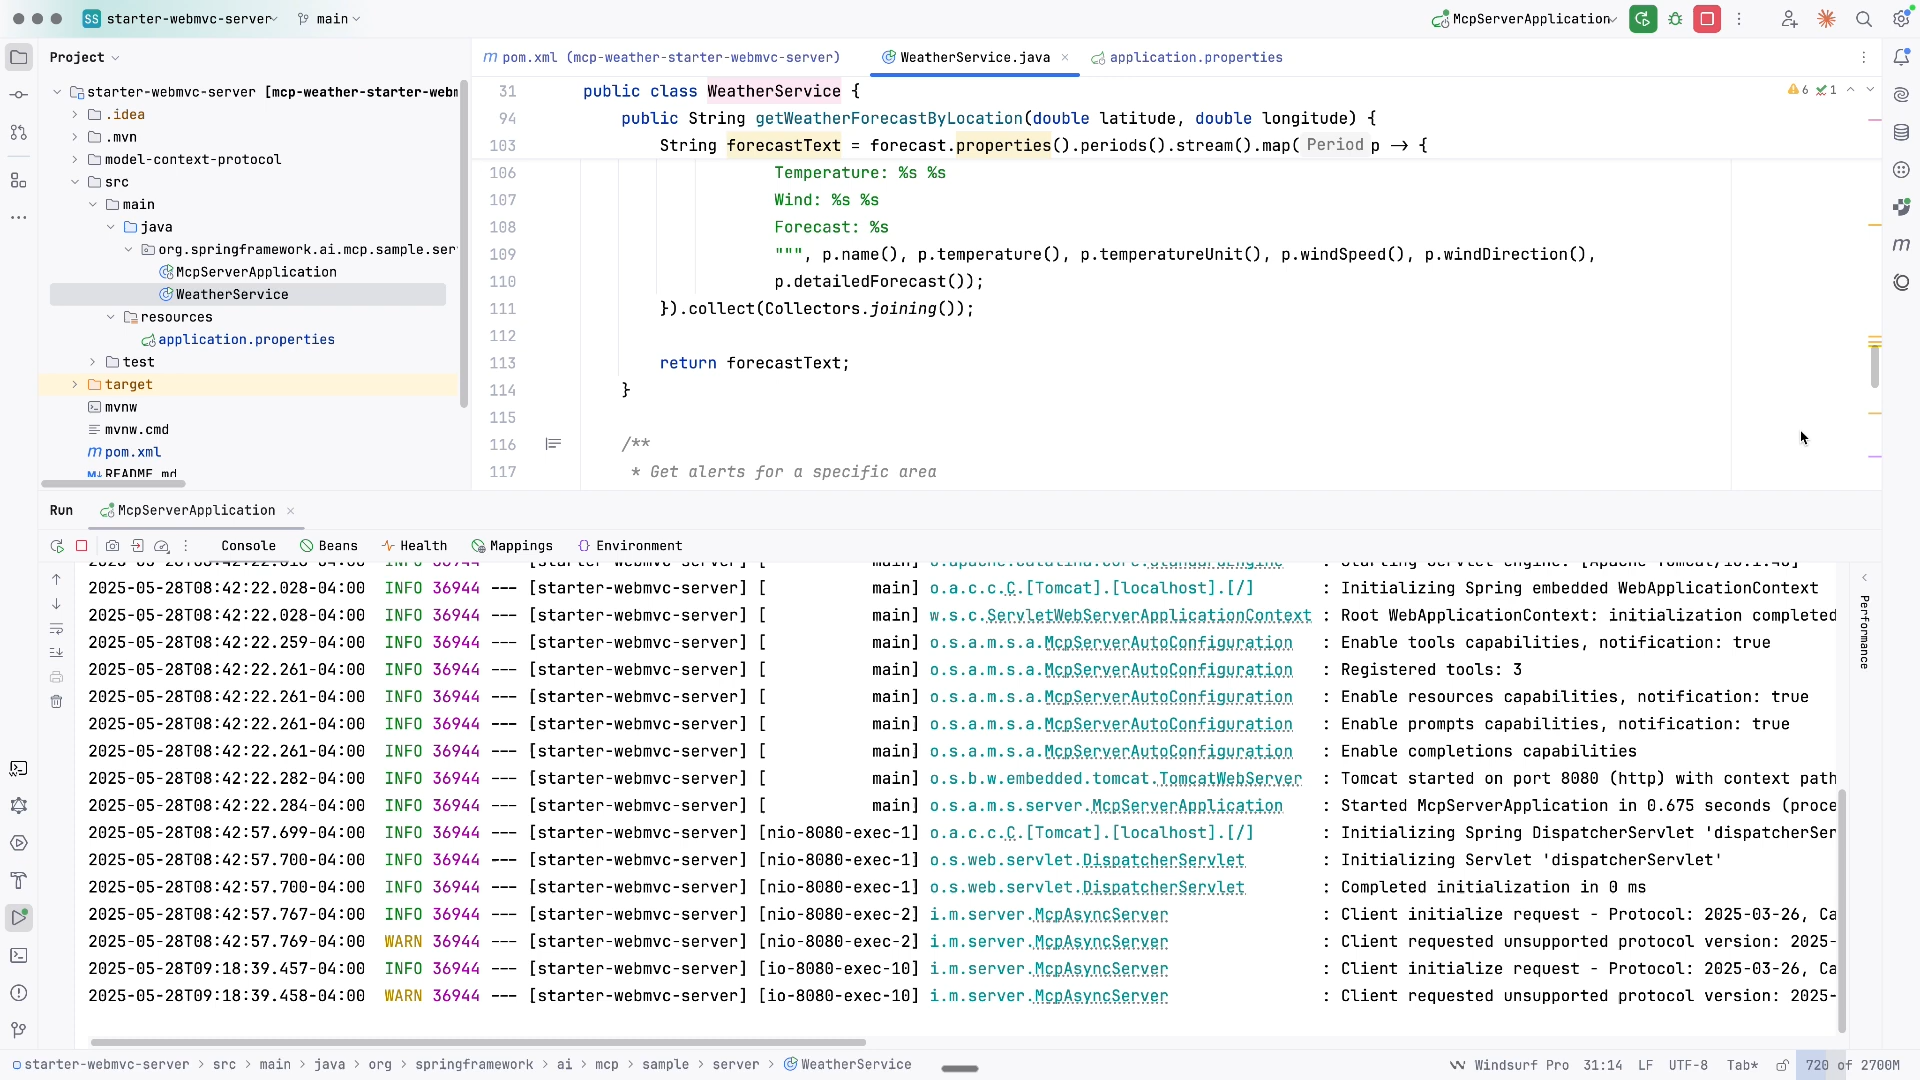 SS starter-webmvc-server main McpServerApplication
Project
pom.xml (mcp-weather-starter-webmvc-server) WeatherService.java application.properties
starter-webmvc-server [mcp-weather-starter-webm
.idea
.mvn
model-context-protocol
src
main
java
org.springframework.ai.mcp.sample.ser
McpServerApplication
WeatherService
resources
application.properties
test
target
mvnw
mvnw.cmd
pom.xml
README.md
31 public class WeatherService {
6 1
94 public String getWeatherForecastByLocation(double latitude, double longitude) {
103 String forecastText = forecast.properties().periods().stream().map( Period p → {
106 Temperature: %s %s
107 Wind: %s %s
108 Forecast: %s
109 """, p.name(), p.temperature(), p.temperatureUnit(), p.windSpeed(), p.windDirection(),
110 p.detailedForecast());
111 }).collect(Collectors.joining());
112
113 return forecastText;
114 }
115
116 /**
117 * Get alerts for a specific area
Run McpServerApplication
Console Beans Health Mappings Environment
Performance
2025-05-28T08:42:22.028-04:00 INFO 36944 --- [starter-webmvc-server] [ main] o.a.c.c.C.[Tomcat].[localhost].[/] : Initializing Spring embedded WebApplicationContext
2025-05-28T08:42:22.028-04:00 INFO 36944 --- [starter-webmvc-server] [ main] w.s.c.ServletWebServerApplicationContext : Root WebApplicationContext: initialization completed
2025-05-28T08:42:22.259-04:00 INFO 36944 --- [starter-webmvc-server] [ main] o.s.a.m.s.a.McpServerAutoConfiguration : Enable tools capabilities, notification: true
2025-05-28T08:42:22.261-04:00 INFO 36944 --- [starter-webmvc-server] [ main] o.s.a.m.s.a.McpServerAutoConfiguration : Registered tools: 3
2025-05-28T08:42:22.261-04:00 INFO 36944 --- [starter-webmvc-server] [ main] o.s.a.m.s.a.McpServerAutoConfiguration : Enable resources capabilities, notification: true
2025-05-28T08:42:22.261-04:00 INFO 36944 --- [starter-webmvc-server] [ main] o.s.a.m.s.a.McpServerAutoConfiguration : Enable prompts capabilities, notification: true
2025-05-28T08:42:22.261-04:00 INFO 36944 --- [starter-webmvc-server] [ main] o.s.a.m.s.a.McpServerAutoConfiguration : Enable completions capabilities
2025-05-28T08:42:22.282-04:00 INFO 36944 --- [starter-webmvc-server] [ main] o.s.b.w.embedded.tomcat.TomcatWebServer : Tomcat started on port 8080 (http) with context path
2025-05-28T08:42:22.284-04:00 INFO 36944 --- [starter-webmvc-server] [ main] o.s.a.m.s.server.McpServerApplication : Started McpServerApplication in 0.675 seconds (proce
2025-05-28T08:42:57.699-04:00 INFO 36944 --- [starter-webmvc-server] [nio-8080-exec-1] o.a.c.c.C.[Tomcat].[localhost].[/] : Initializing Spring DispatcherServlet 'dispatcherSer
2025-05-28T08:42:57.700-04:00 INFO 36944 --- [starter-webmvc-server] [nio-8080-exec-1] o.s.web.servlet.DispatcherServlet : Initializing Servlet 'dispatcherServlet'
2025-05-28T08:42:57.700-04:00 INFO 36944 --- [starter-webmvc-server] [nio-8080-exec-1] o.s.web.servlet.DispatcherServlet : Completed initialization in 0 ms
2025-05-28T08:42:57.767-04:00 INFO 36944 --- [starter-webmvc-server] [nio-8080-exec-2] i.m.server.McpAsyncServer : Client initialize request - Protocol: 2025-03-26, Ca
2025-05-28T08:42:57.769-04:00 WARN 36944 --- [starter-webmvc-server] [nio-8080-exec-2] i.m.server.McpAsyncServer : Client requested unsupported protocol version: 2025-
2025-05-28T09:18:39.457-04:00 INFO 36944 --- [starter-webmvc-server] [io-8080-exec-10] i.m.server.McpAsyncServer : Client initialize request - Protocol: 2025-03-26, Ca
2025-05-28T09:18:39.458-04:00 WARN 36944 --- [starter-webmvc-server] [io-8080-exec-10] i.m.server.McpAsyncServer : Client requested unsupported protocol version: 2025-
starter-webmvc-server > src > main > java > org > springframework > ai > mcp > sample > server > WeatherService
Windsurf Pro 31:14 LF UTF-8 Tab* 720 of 2700M